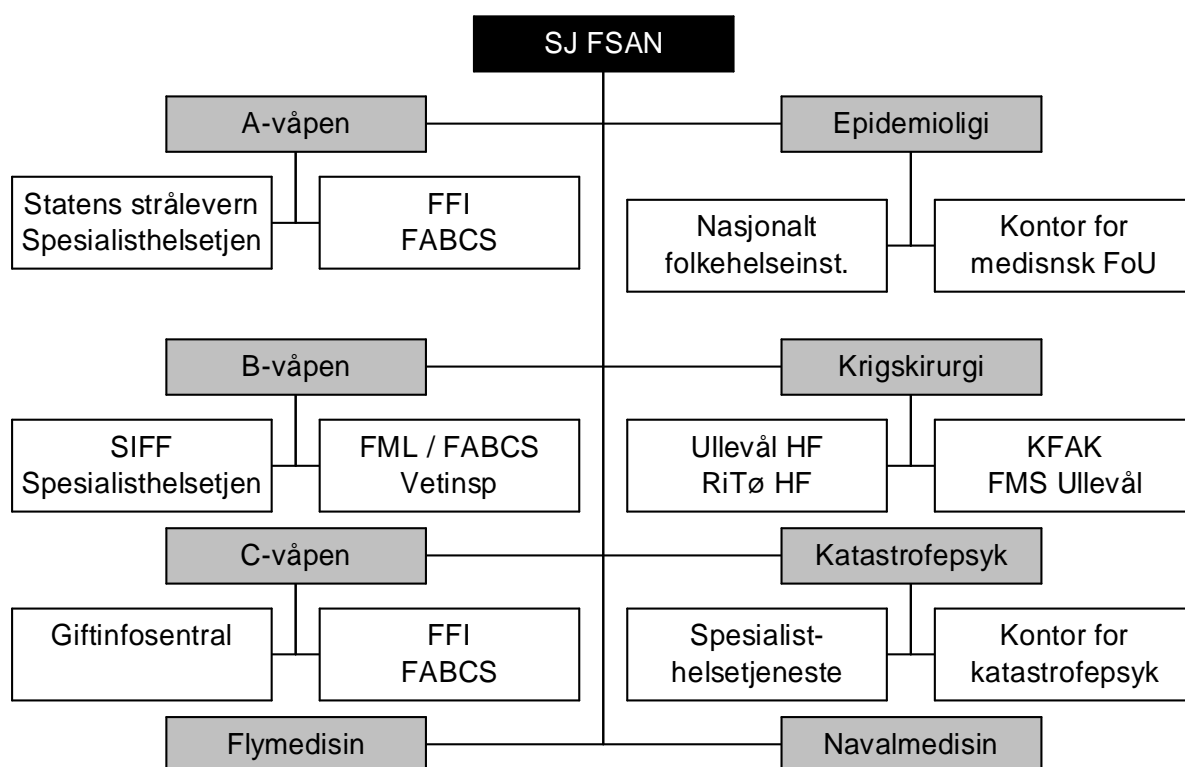 SJ FSAN
A-våpen
Epidemioligi
Statens strålevern
Spesialisthelsetjen
FFI
FABCS
Nasjonalt
folkehelseinst.
Kontor for
medisnsk FoU
B-våpen
Krigskirurgi
SIFF
Spesialisthelsetjen
FML / FABCS
Vetinsp
Ullevål HF
RiTø HF
KFAK
FMS Ullevål
C-våpen
Katastrofepsyk
Giftinfosentral
FFI
FABCS
Spesialist-
helsetjeneste
Kontor for
katastrofepsyk
Flymedisin
Navalmedisin